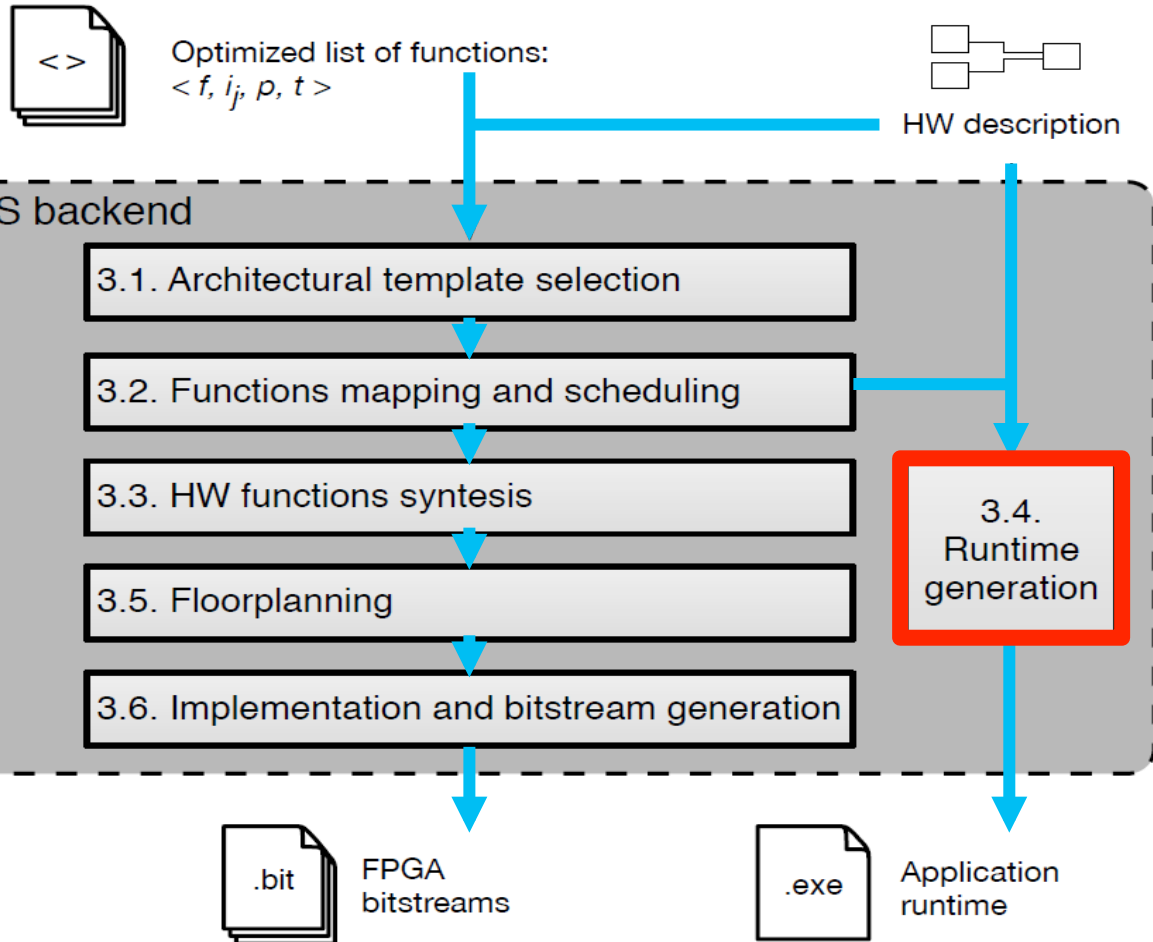 <>
Optimized list of functions:
< f, ij, p, t >
HW description
S backend
3.1. Architectural template selection
3.2. Functions mapping and scheduling
3.3. HW functions syntesis
3.4.
Runtime
generation
3.5. Floorplanning
3.6. Implementation and bitstream generation
.bit
FPGA
bitstreams
.exe
Application
runtime